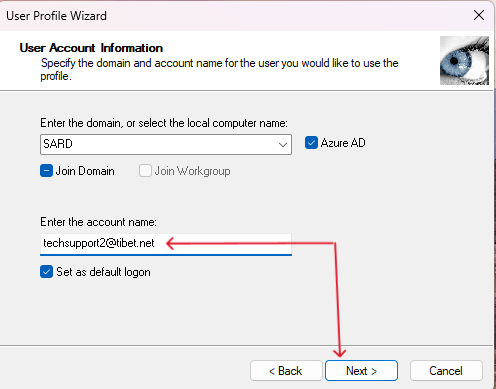 User Profile Wizard
User Account Information
Specify the domain and account name for the user you would like to use the
profile.
Enter the domain, or select the local computer name:
SARD
Azure AD
Join Domain
Join Workgroup
Enter the account name:
techsupport2@tibet.net
Set as default logon
< Back
Next >
Cancel